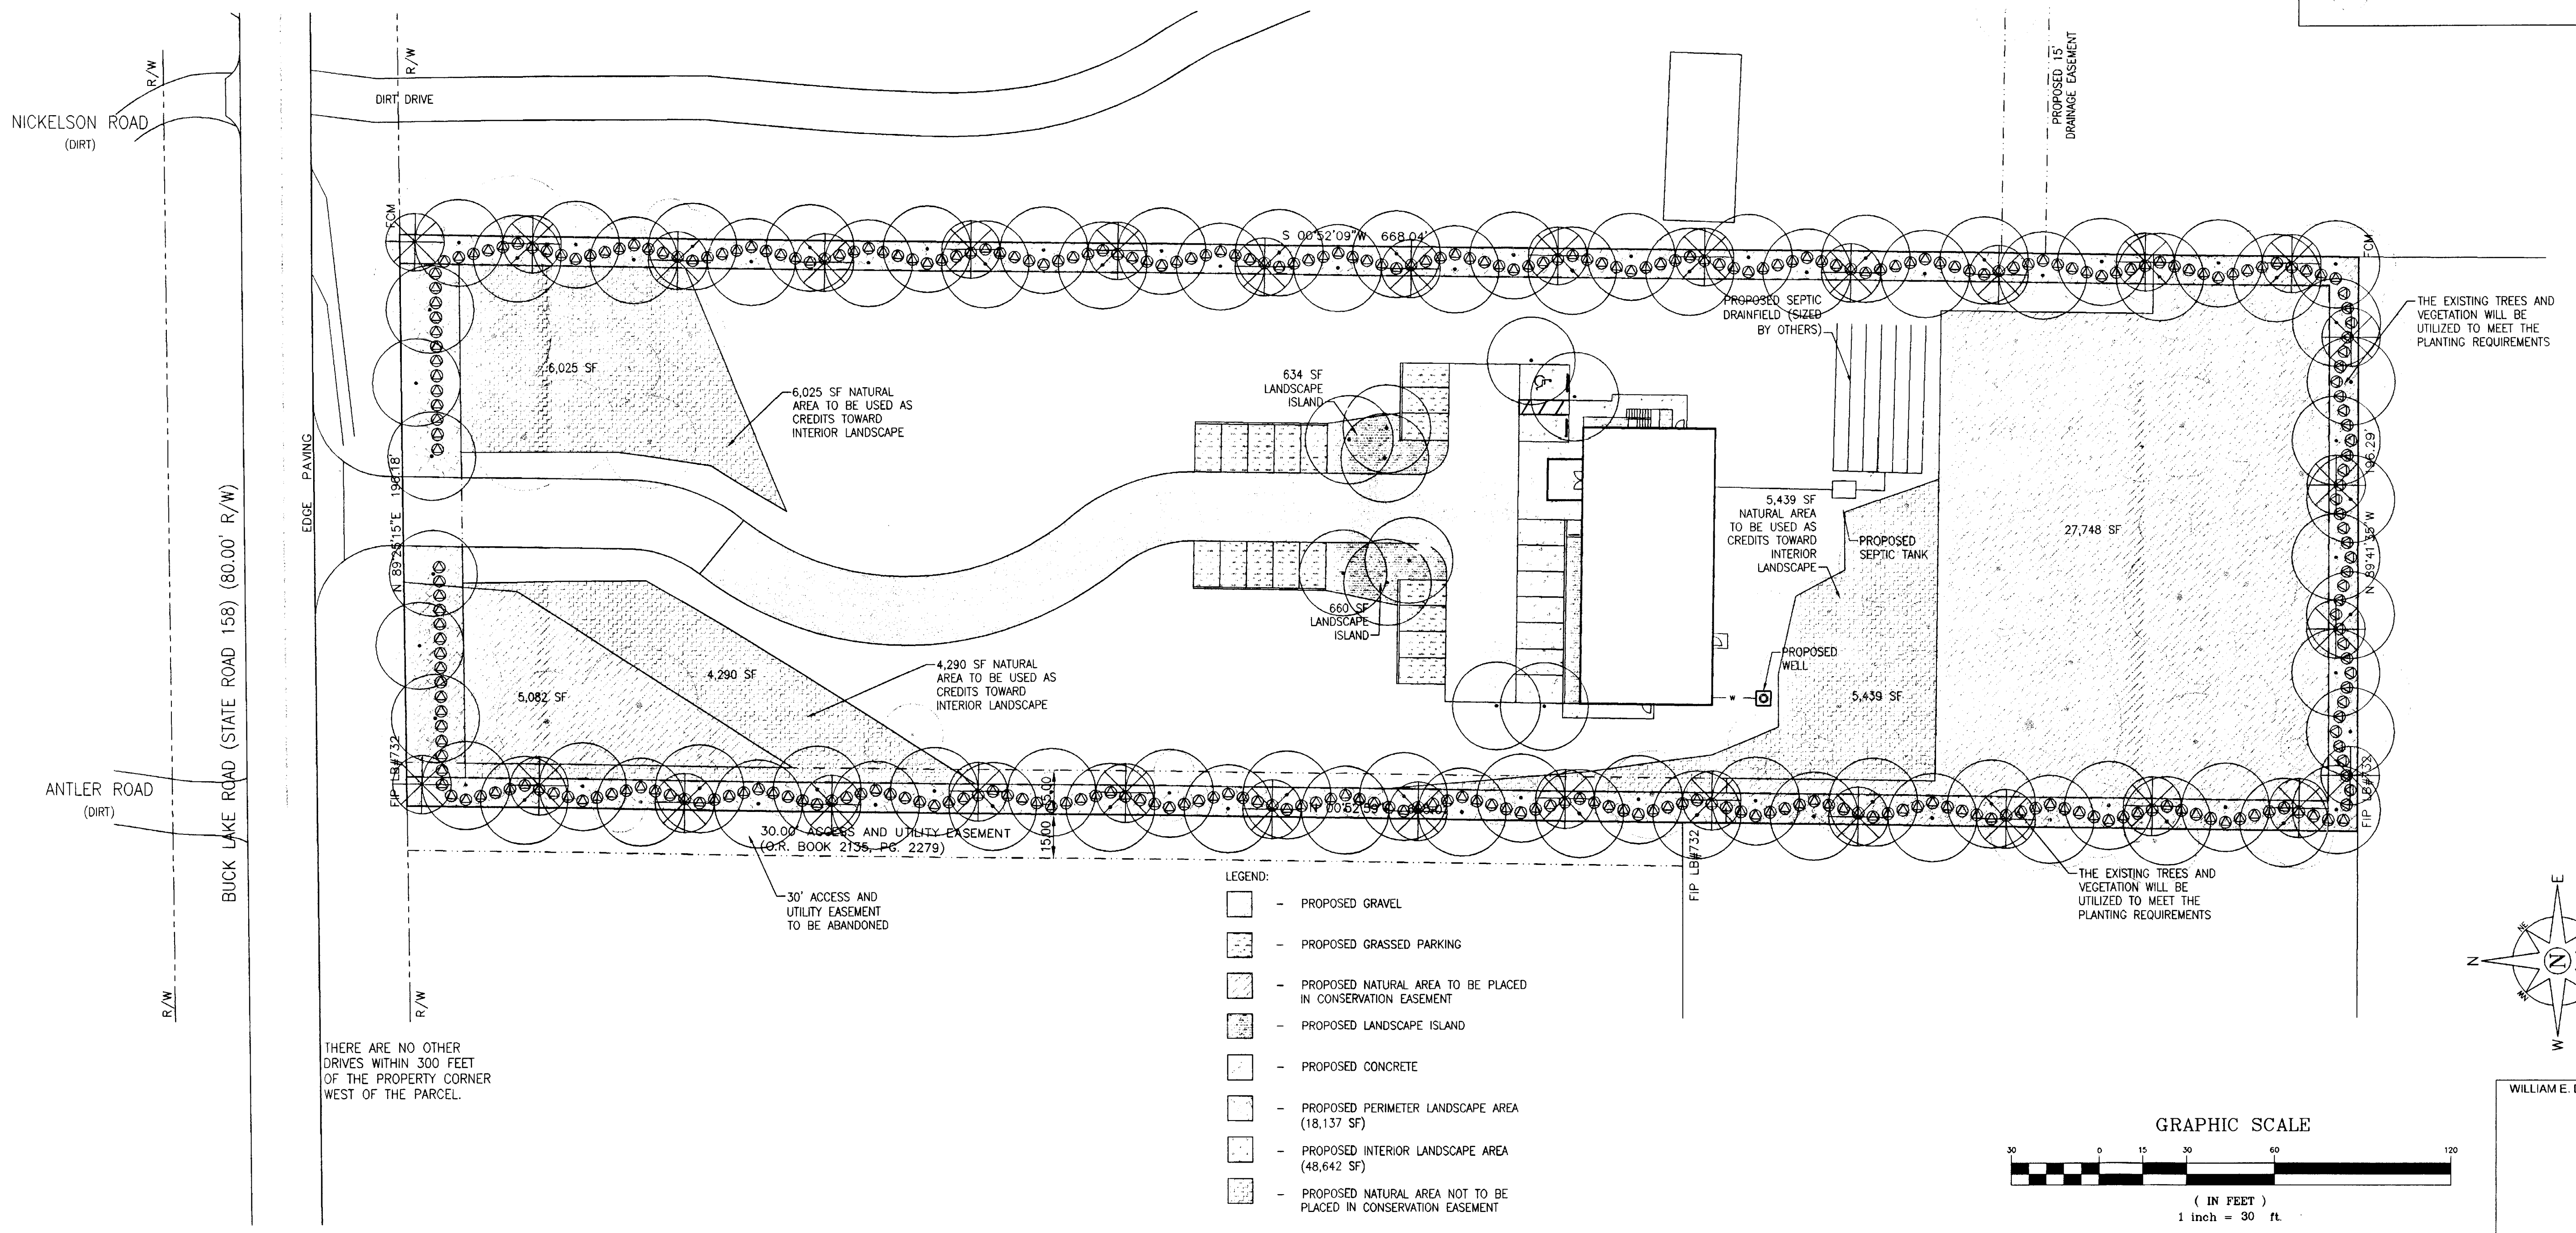 NICKELSON ROAD
(DIRT)
R/W
R/W
DIRT DRIVE
PROPOSED 15'
DRAINAGE EASEMENT
FCM
S 00°52'09"W 668.04'
FCM
PROPOSED SEPTIC
DRAINFIELD (SIZED
BY OTHERS)
THE EXISTING TREES AND
VEGETATION WILL BE
UTILIZED TO MEET THE
PLANTING REQUIREMENTS
6,025 SF
6,025 SF NATURAL
AREA TO BE USED AS
CREDITS TOWARD
INTERIOR LANDSCAPE
634 SF
LANDSCAPE
ISLAND
EDGE PAVING
BUCK LAKE ROAD (STATE ROAD 158) (80.00' R/W)
N 89°25'15"E 196.18'
5,439 SF
NATURAL AREA
TO BE USED AS
CREDITS TOWARD
INTERIOR
LANDSCAPE
PROPOSED
SEPTIC TANK
27,748 SF
N 89°41'35"W 196.29'
660 SF
LANDSCAPE
ISLAND
4,290 SF
4,290 SF NATURAL
AREA TO BE USED AS
CREDITS TOWARD
INTERIOR LANDSCAPE
5,082 SF
PROPOSED
WELL
W
5,439 SF
ANTLER ROAD
(DIRT)
FIP LB#732
15.00
15.00
30.00' ACCESS AND UTILITY EASEMENT
(O.R. BOOK 2135, PG. 2279)
FIP LB#732
FIP LB#732
30' ACCESS AND
UTILITY EASEMENT
TO BE ABANDONED
THE EXISTING TREES AND
VEGETATION WILL BE
UTILIZED TO MEET THE
PLANTING REQUIREMENTS
R/W
R/W
THERE ARE NO OTHER
DRIVES WITHIN 300 FEET
OF THE PROPERTY CORNER
WEST OF THE PARCEL.
LEGEND:
- PROPOSED GRAVEL
- PROPOSED GRASSED PARKING
- PROPOSED NATURAL AREA TO BE PLACED
IN CONSERVATION EASEMENT
- PROPOSED LANDSCAPE ISLAND
- PROPOSED CONCRETE
- PROPOSED PERIMETER LANDSCAPE AREA
(18,137 SF)
- PROPOSED INTERIOR LANDSCAPE AREA
(48,642 SF)
- PROPOSED NATURAL AREA NOT TO BE
PLACED IN CONSERVATION EASEMENT
E
NE
N
N
NW
W
WILLIAM E.
GRAPHIC SCALE
30 0 15 30 60 120
( IN FEET )
1 inch = 30 ft.